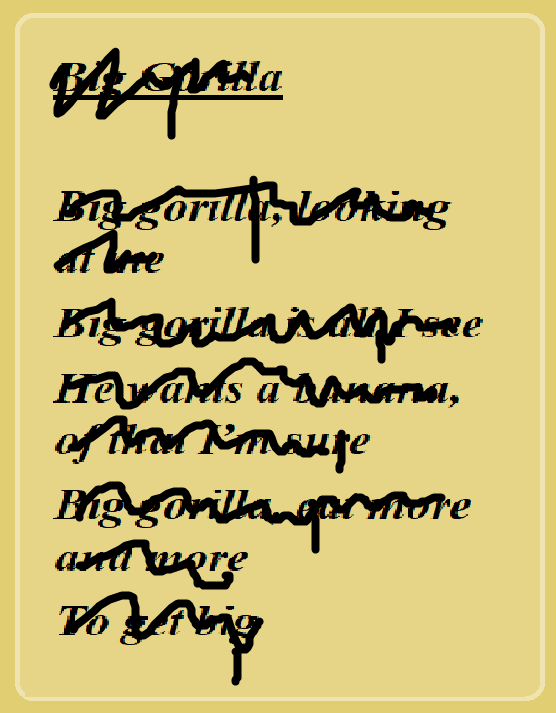 Big Gorilla
Big gorilla, looking
at me
Big gorilla is all I see
He wants a banana,
of that I'm sure
Big gorilla, eat more
and more
To get big